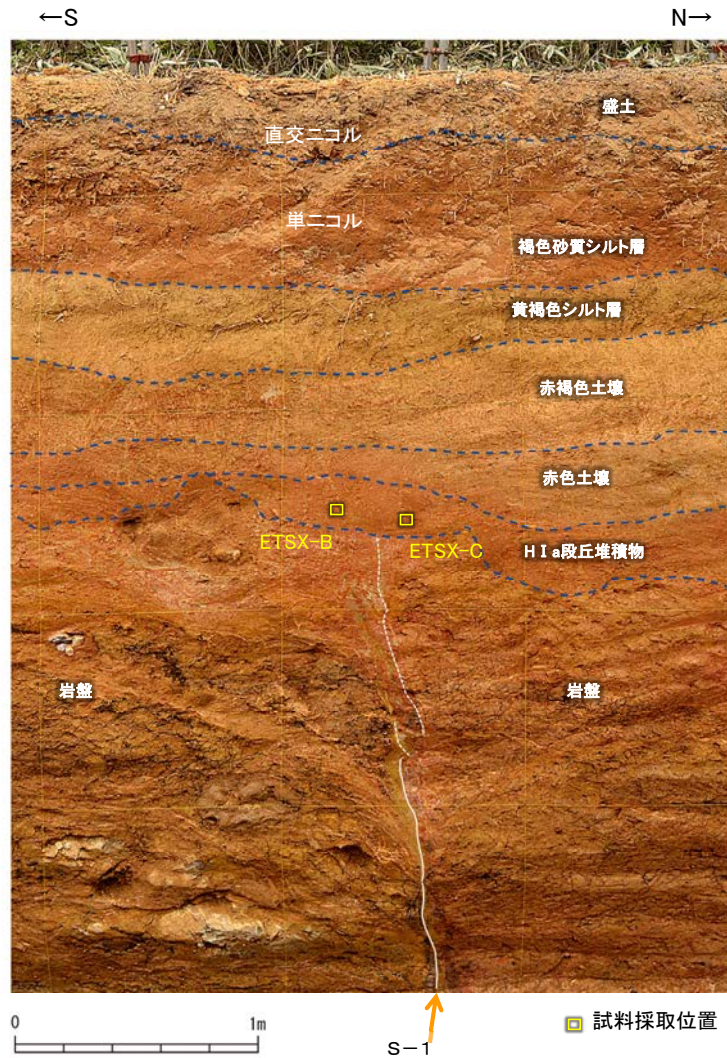 ←S
N→
盛土
直交ニコル
単ニコル
褐色砂質シルト層
黄褐色シルト層
赤褐色土壌
赤色土壌
ETSX-B
ETSX-C
HⅠa段丘堆積物
岩盤
岩盤
0
1m
試料採取位置
S-1